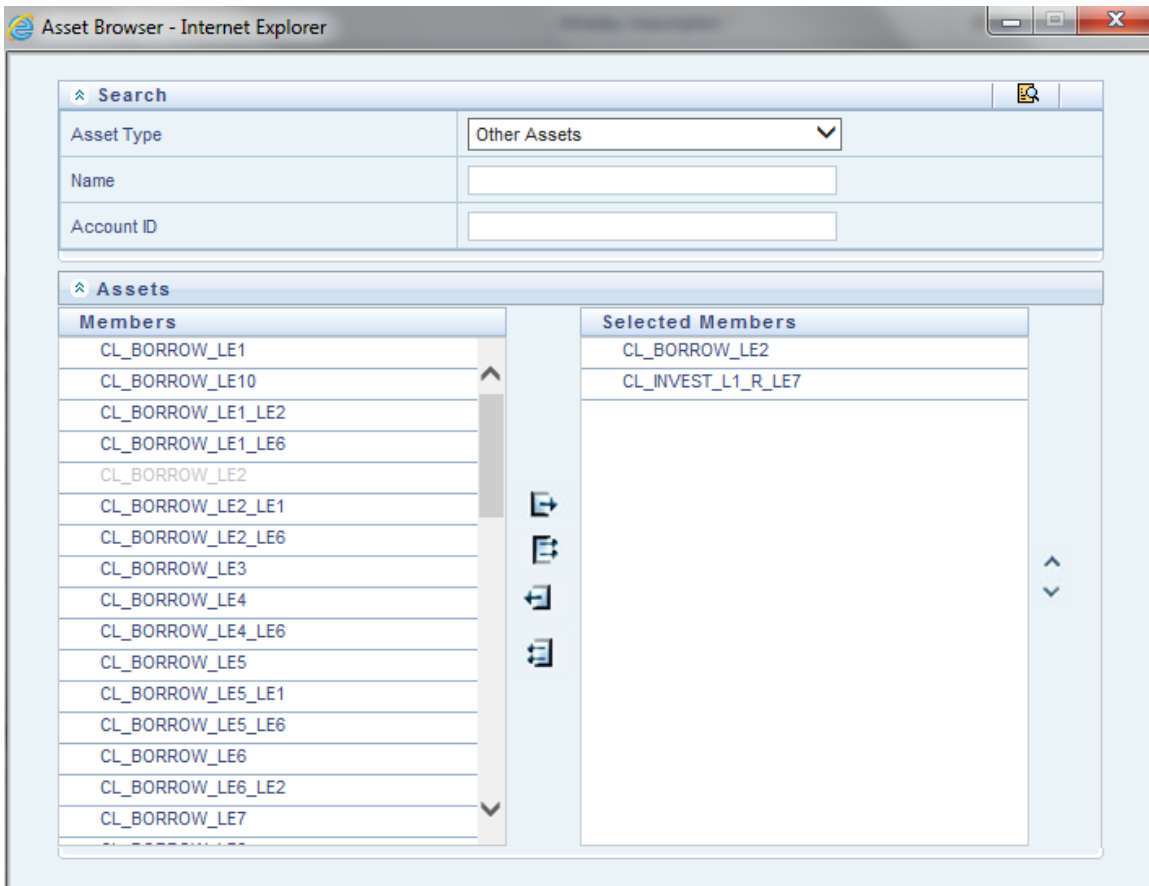 Asset Browser - Internet Explorer
Search
Asset Type
Other Assets
Name
Account ID
Assets
Members
CL_BORROW_LE1
CL_BORROW_LE10
CL_BORROW_LE1_LE2
CL_BORROW_LE1_LE6
CL_BORROW_LE2
CL_BORROW_LE2_LE1
CL_BORROW_LE2_LE6
CL_BORROW_LE3
CL_BORROW_LE4
CL_BORROW_LE4_LE6
CL_BORROW_LE5
CL_BORROW_LE5_LE1
CL_BORROW_LE5_LE6
CL_BORROW_LE6
CL_BORROW_LE6_LE2
CL_BORROW_LE7
Selected Members
CL_BORROW_LE2
CL_INVEST_L1_R_LE7